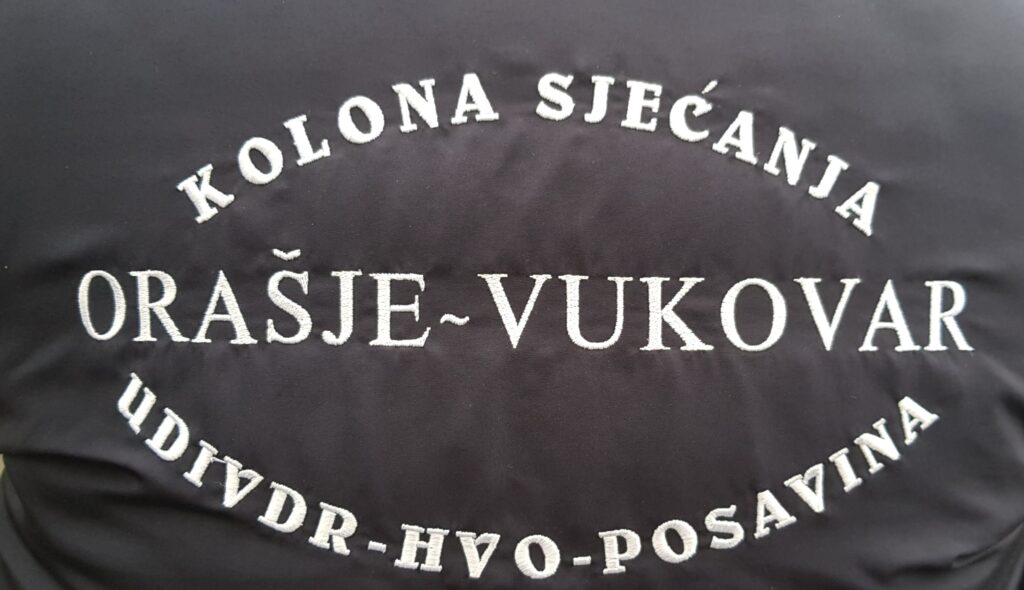 KOLONA SJEĆANJA
ORAŠJE~VUKOVAR
UDIVDR-HVO-POSAVINA